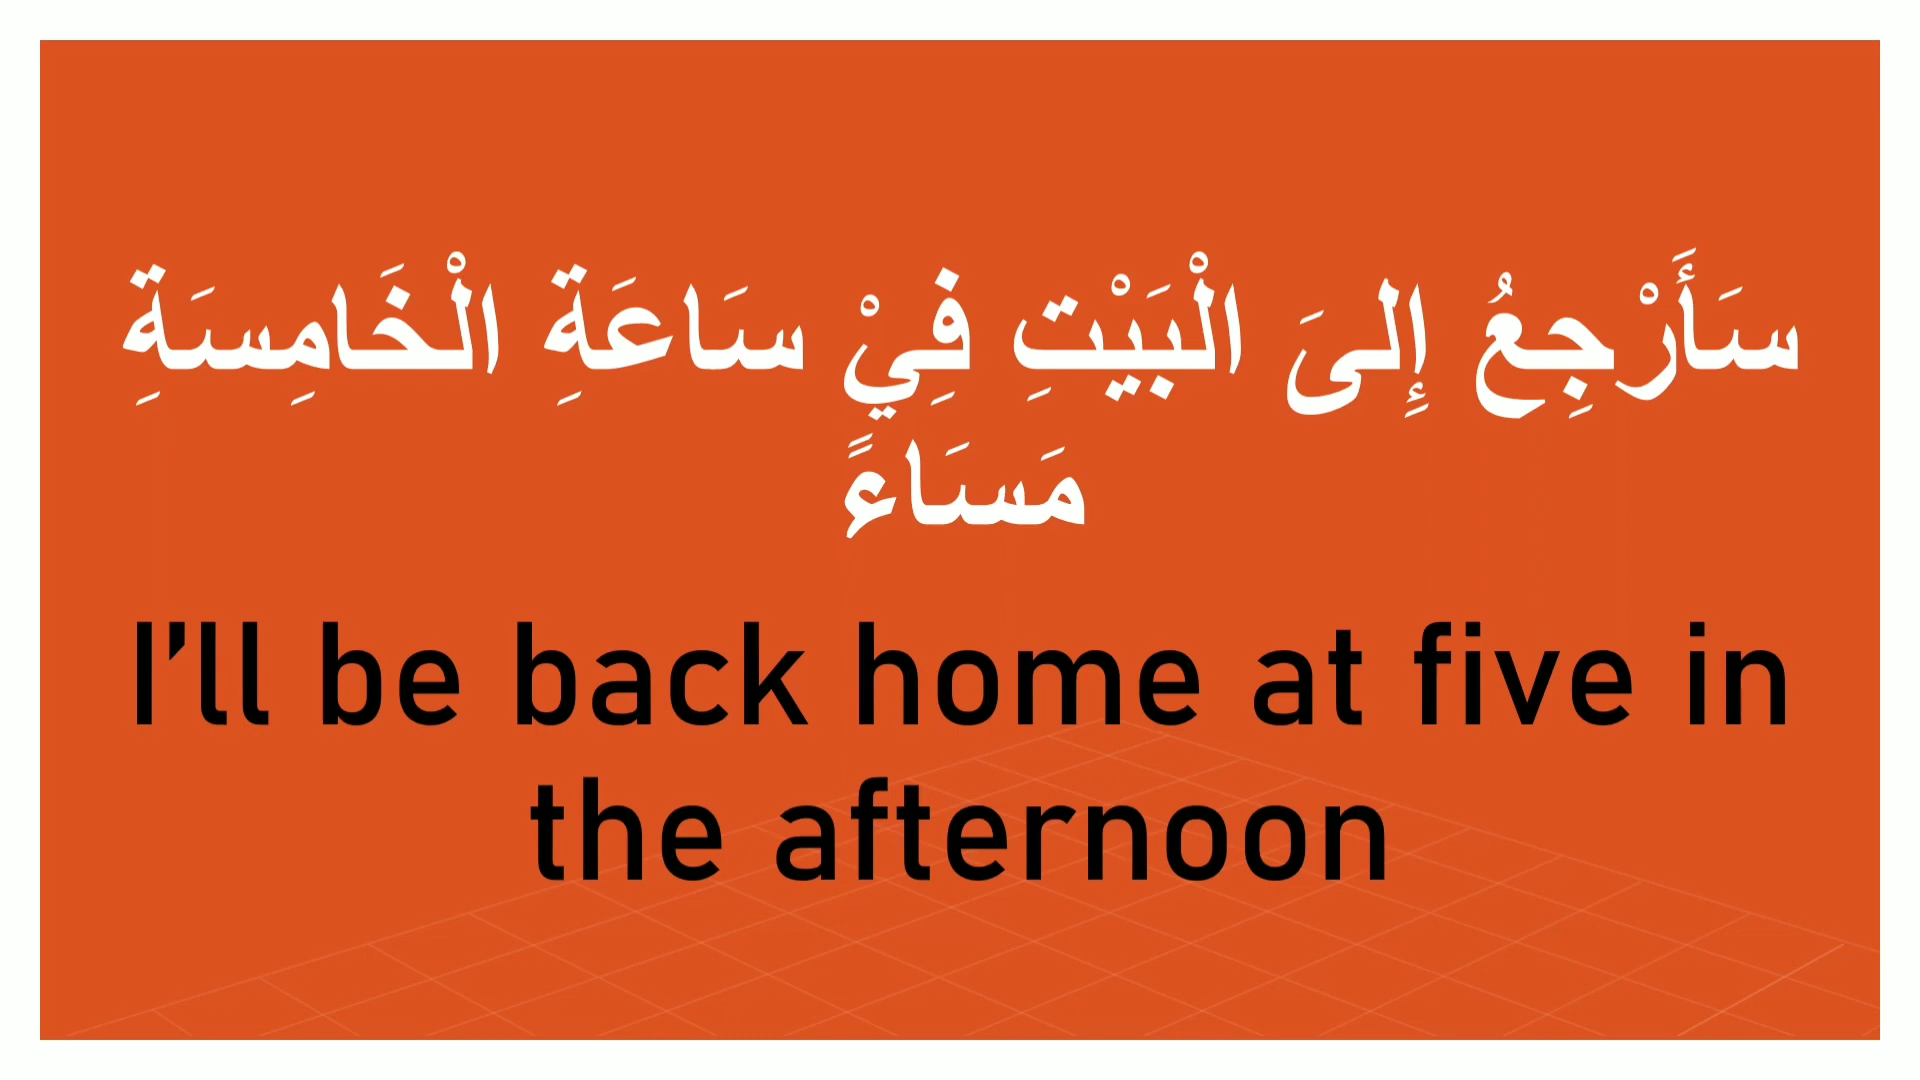 سَأَرْجِعُ إِلىَ الْبَيْتِ فِيْ سَاعَةِ الْخَامِسَةِ
مَسَاءً
I’ll be back home at five in
the afternoon